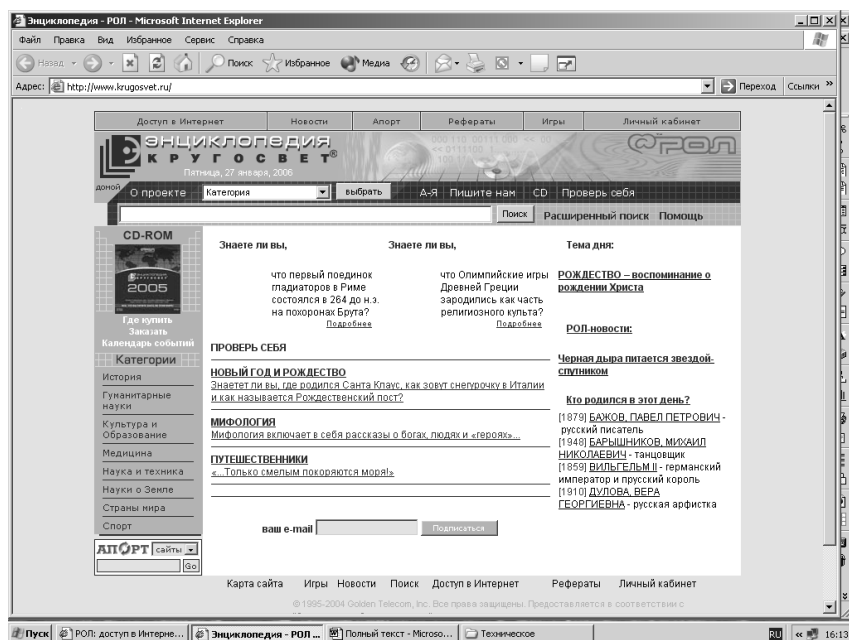 Энциклопедия - РОЛ - Microsoft Internet Explorer
Файл Правка Вид Избранное Сервис Справка
Назад Поиск Избранное Медиа
Адрес: http://www.krugosvet.ru/ Переход Ссылки »
Доступ в Интернет Новости Апорт Рефераты Игры Личный кабинет
ЭНЦИКЛОПЕДИЯ
КРУГОСВЕТ®
РОЛ
Пятница, 27 января, 2006
домой О проекте Категория выбрать А-Я Пишите нам CD Проверь себя
Поиск Расширенный поиск Помощь
CD-ROM
2005
Где купить
Заказать
Календарь событий
Категории
История
Гуманитарные
науки
Культура и
Образование
Медицина
Наука и техника
Науки о Земле
Страны мира
Спорт
АПОРТ сайты
Go
Знаете ли вы,
что первый поединок
гладиаторов в Риме
состоялся в 264 до н.э.
на похоронах Брута?
Подробнее
Знаете ли вы,
что Олимпийские игры
Древней Греции
зародились как часть
религиозного культа?
Подробнее
ПРОВЕРЬ СЕБЯ
НОВЫЙ ГОД И РОЖДЕСТВО
Знаетет ли вы, где родился Санта Клаус, как зовут снегурочку в Италии
и как называется Рождественский пост?
МИФОЛОГИЯ
Мифология включает в себя рассказы о богах, людях и «героях»...
ПУТЕШЕСТВЕННИКИ
«...Только смелым покоряются моря!»
ваш e-mail Подписаться
Тема дня:
РОЖДЕСТВО – воспоминание о
рождении Христа
РОЛ-новости:
Черная дыра питается звездой-
спутником
Кто родился в этот день?
[1879] БАЖОВ, ПАВЕЛ ПЕТРОВИЧ -
русский писатель
[1948] БАРЫШНИКОВ, МИХАИЛ
НИКОЛАЕВИЧ - танцовщик
[1859] ВИЛЬГЕЛЬМ II - германский
император и прусский король
[1910] ДУЛОВА, ВЕРА
ГЕОРГИЕВНА - русская арфистка
Карта сайта Игры Новости Поиск Доступ в Интернет Рефераты Личный кабинет
© 1995-2004 Golden Telecom, Inc. Все права защищены. Предоставляется в соответствии с
Пуск РОЛ: доступ в Интерне... Энциклопедия - РОЛ ... Полный текст - Microso... Техническое RU « 16:13